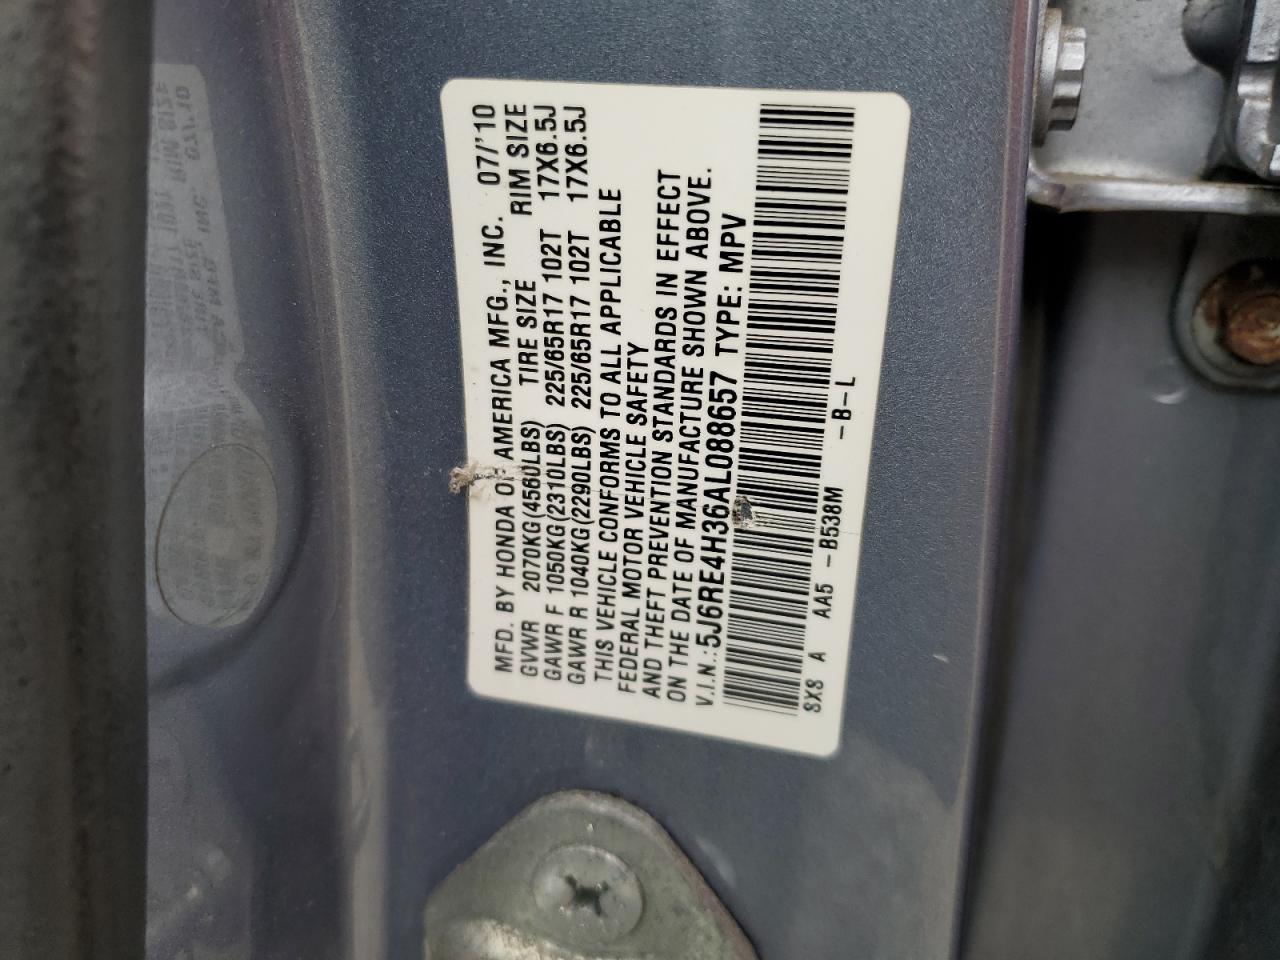 MFD. BY HONDA OF AMERICA MFG., INC. 07/'10
GVWR 2070KG(4560LBS) TIRE SIZE RIM SIZE
GAWR F 1050KG(2310LBS) 225/65R17 102T 17X6.5J
GAWR R 1040KG(2290LBS) 225/65R17 102T 17X6.5J
THIS VEHICLE CONFORMS TO ALL APPLICABLE
FEDERAL MOTOR VEHICLE SAFETY
AND THEFT PREVENTION STANDARDS IN EFFECT
ON THE DATE OF MANUFACTURE SHOWN ABOVE.
V.I.N.:5J6RE4H36AL088657 TYPE: MPV
SX8 A AA5 -B538M -B-L